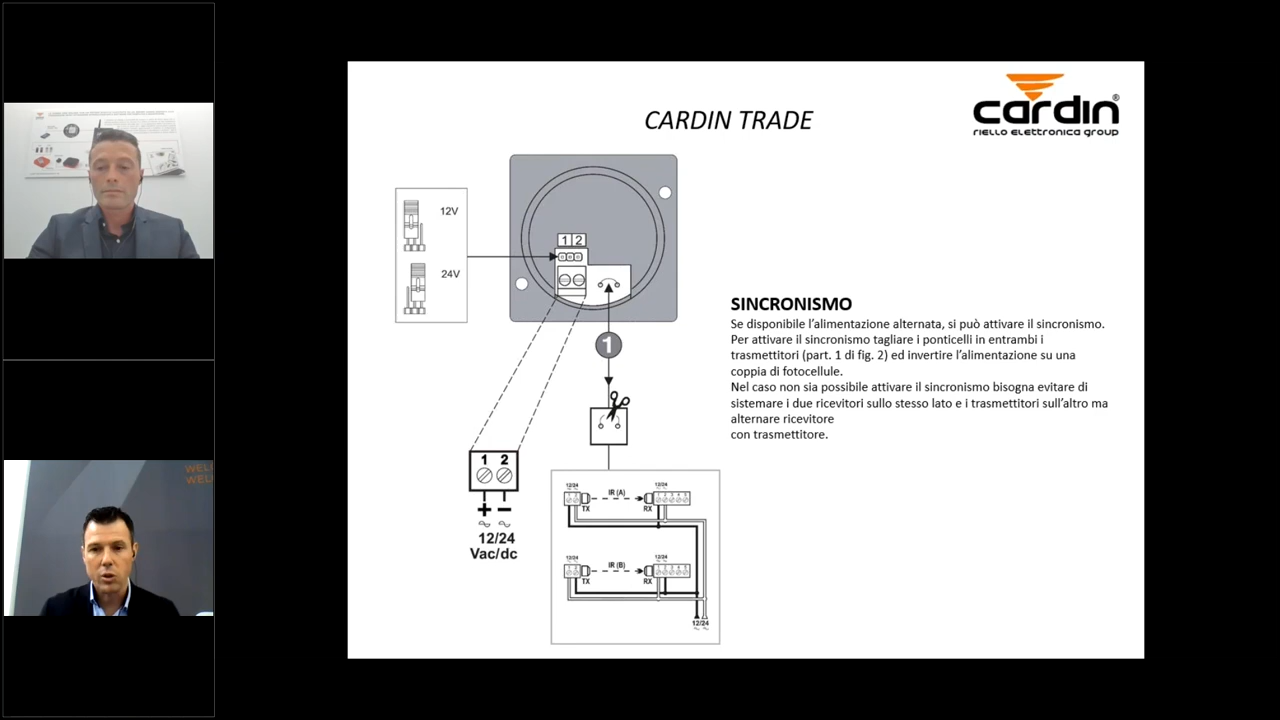 CARDIN TRADE
cardin®
RIELLO ELETTRONICA GROUP
12V
24V
1 2
1
SINCRONISMO
Se disponibile l'alimentazione alternata, si può attivare il sincronismo.
Per attivare il sincronismo tagliare i ponticelli in entrambi i
trasmettitori (part. 1 di fig. 2) ed invertire l'alimentazione su una
coppia di fotocellule.
Nel caso non sia possibile attivare il sincronismo bisogna evitare di
sistemare i due ricevitori sullo stesso lato e i trasmettitori sull'altro ma
alternare ricevitore
con trasmettitore.
1 2
+ −
12/24
Vac/dc
12/24 12/24
IR (A)
TX RX
12/24 12/24
IR (B)
TX RX
12/24
WEL
WEL